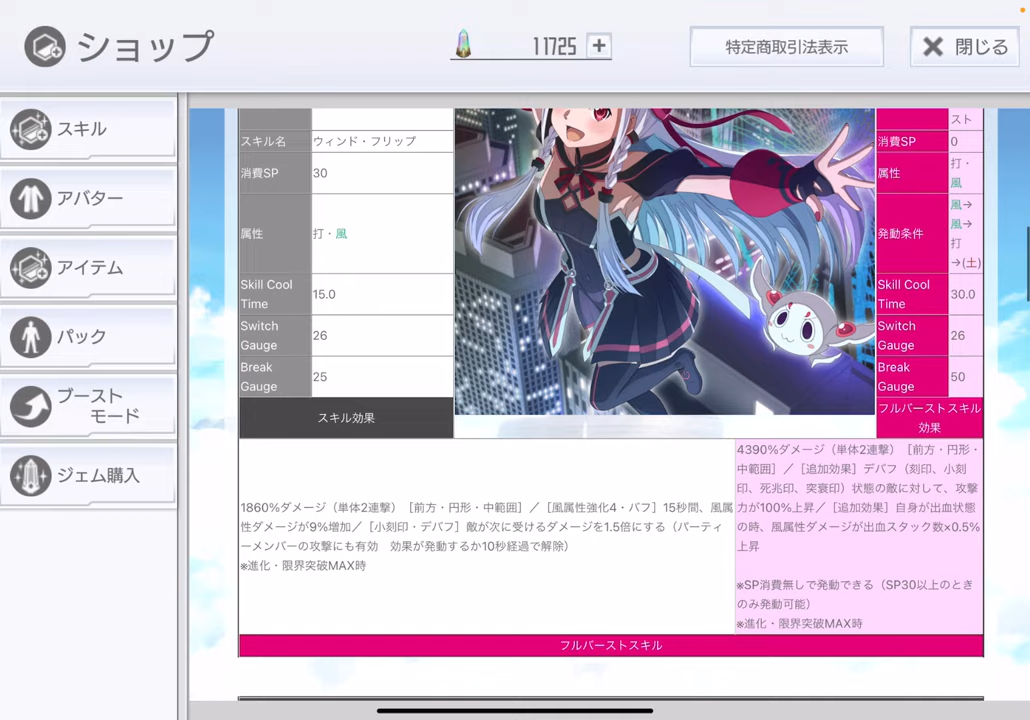 ショップ
11725
特定商取引法表示
閉じる
スキル
アバター
アイテム
パック
ブースト
モード
ジェム購入
スキル名
ウィンド・フリップ
消費SP
30
属性
打・風
Skill Cool
Time
15.0
Switch
Gauge
26
Break
Gauge
25
スキル効果
スト
消費SP
0
属性
打・
風
発動条件
風→
風→
打
→(土)
Skill Cool
Time
30.0
Switch
Gauge
26
Break
Gauge
50
フルバーストスキル
効果
1860%ダメージ（単体2連撃）［前方・円形・中範囲］／［風属性強化4・バフ］15秒間、風属
性ダメージが9%増加／［小刻印・デバフ］敵が次に受けるダメージを1.5倍にする（パーティ
ーメンバーの攻撃にも有効　効果が発動するか10秒経過で解除）
※進化・限界突破MAX時
4390%ダメージ（単体2連撃）［前方・円形・
中範囲］／［追加効果］デバフ（刻印、小刻
印、死兆印、突衰印）状態の敵に対して、攻撃
力が100%上昇／［追加効果］自身が出血状態
の時、風属性ダメージが出血スタック数×0.5%
上昇
※SP消費無しで発動できる（SP30以上のとき
のみ発動可能）
※進化・限界突破MAX時
フルバーストスキル